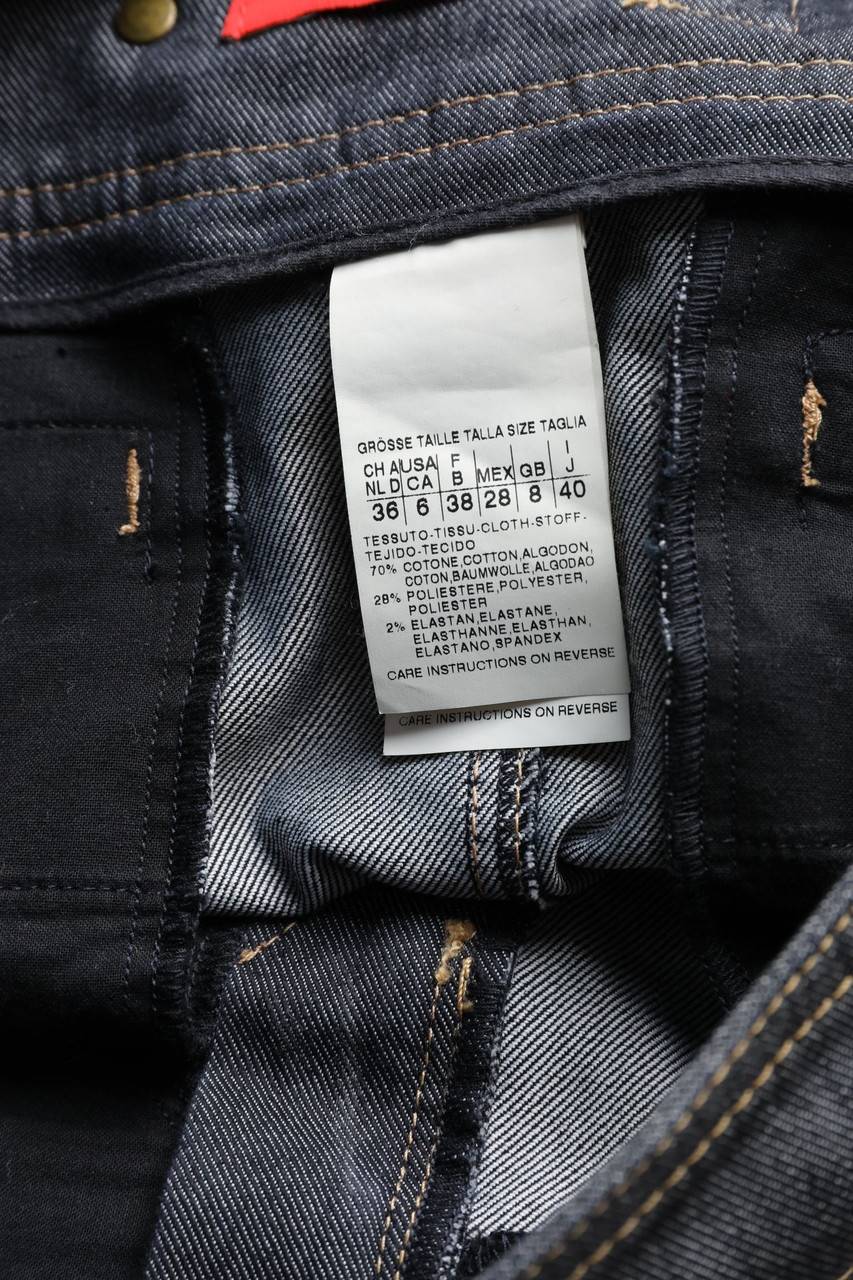 GRÖSSE TAILLE TALLA SIZE TAGLIA
CH A USA F MEX GB I
NL D CA B J
36 6 38 28 8 40
TESSUTO-TISSU-CLOTH-STOFF-
TEJIDO-TECIDO
70% COTONE,COTTON,ALGODON,
COTON,BAUMWOLLE,ALGODAO
28% POLIESTERE,POLYESTER,
POLIESTER
2% ELASTAN,ELASTANE,
ELASTHANNE,ELASTHAN,
ELASTANO,SPANDEX
CARE INSTRUCTIONS ON REVERSE
CARE INSTRUCTIONS ON REVERSE